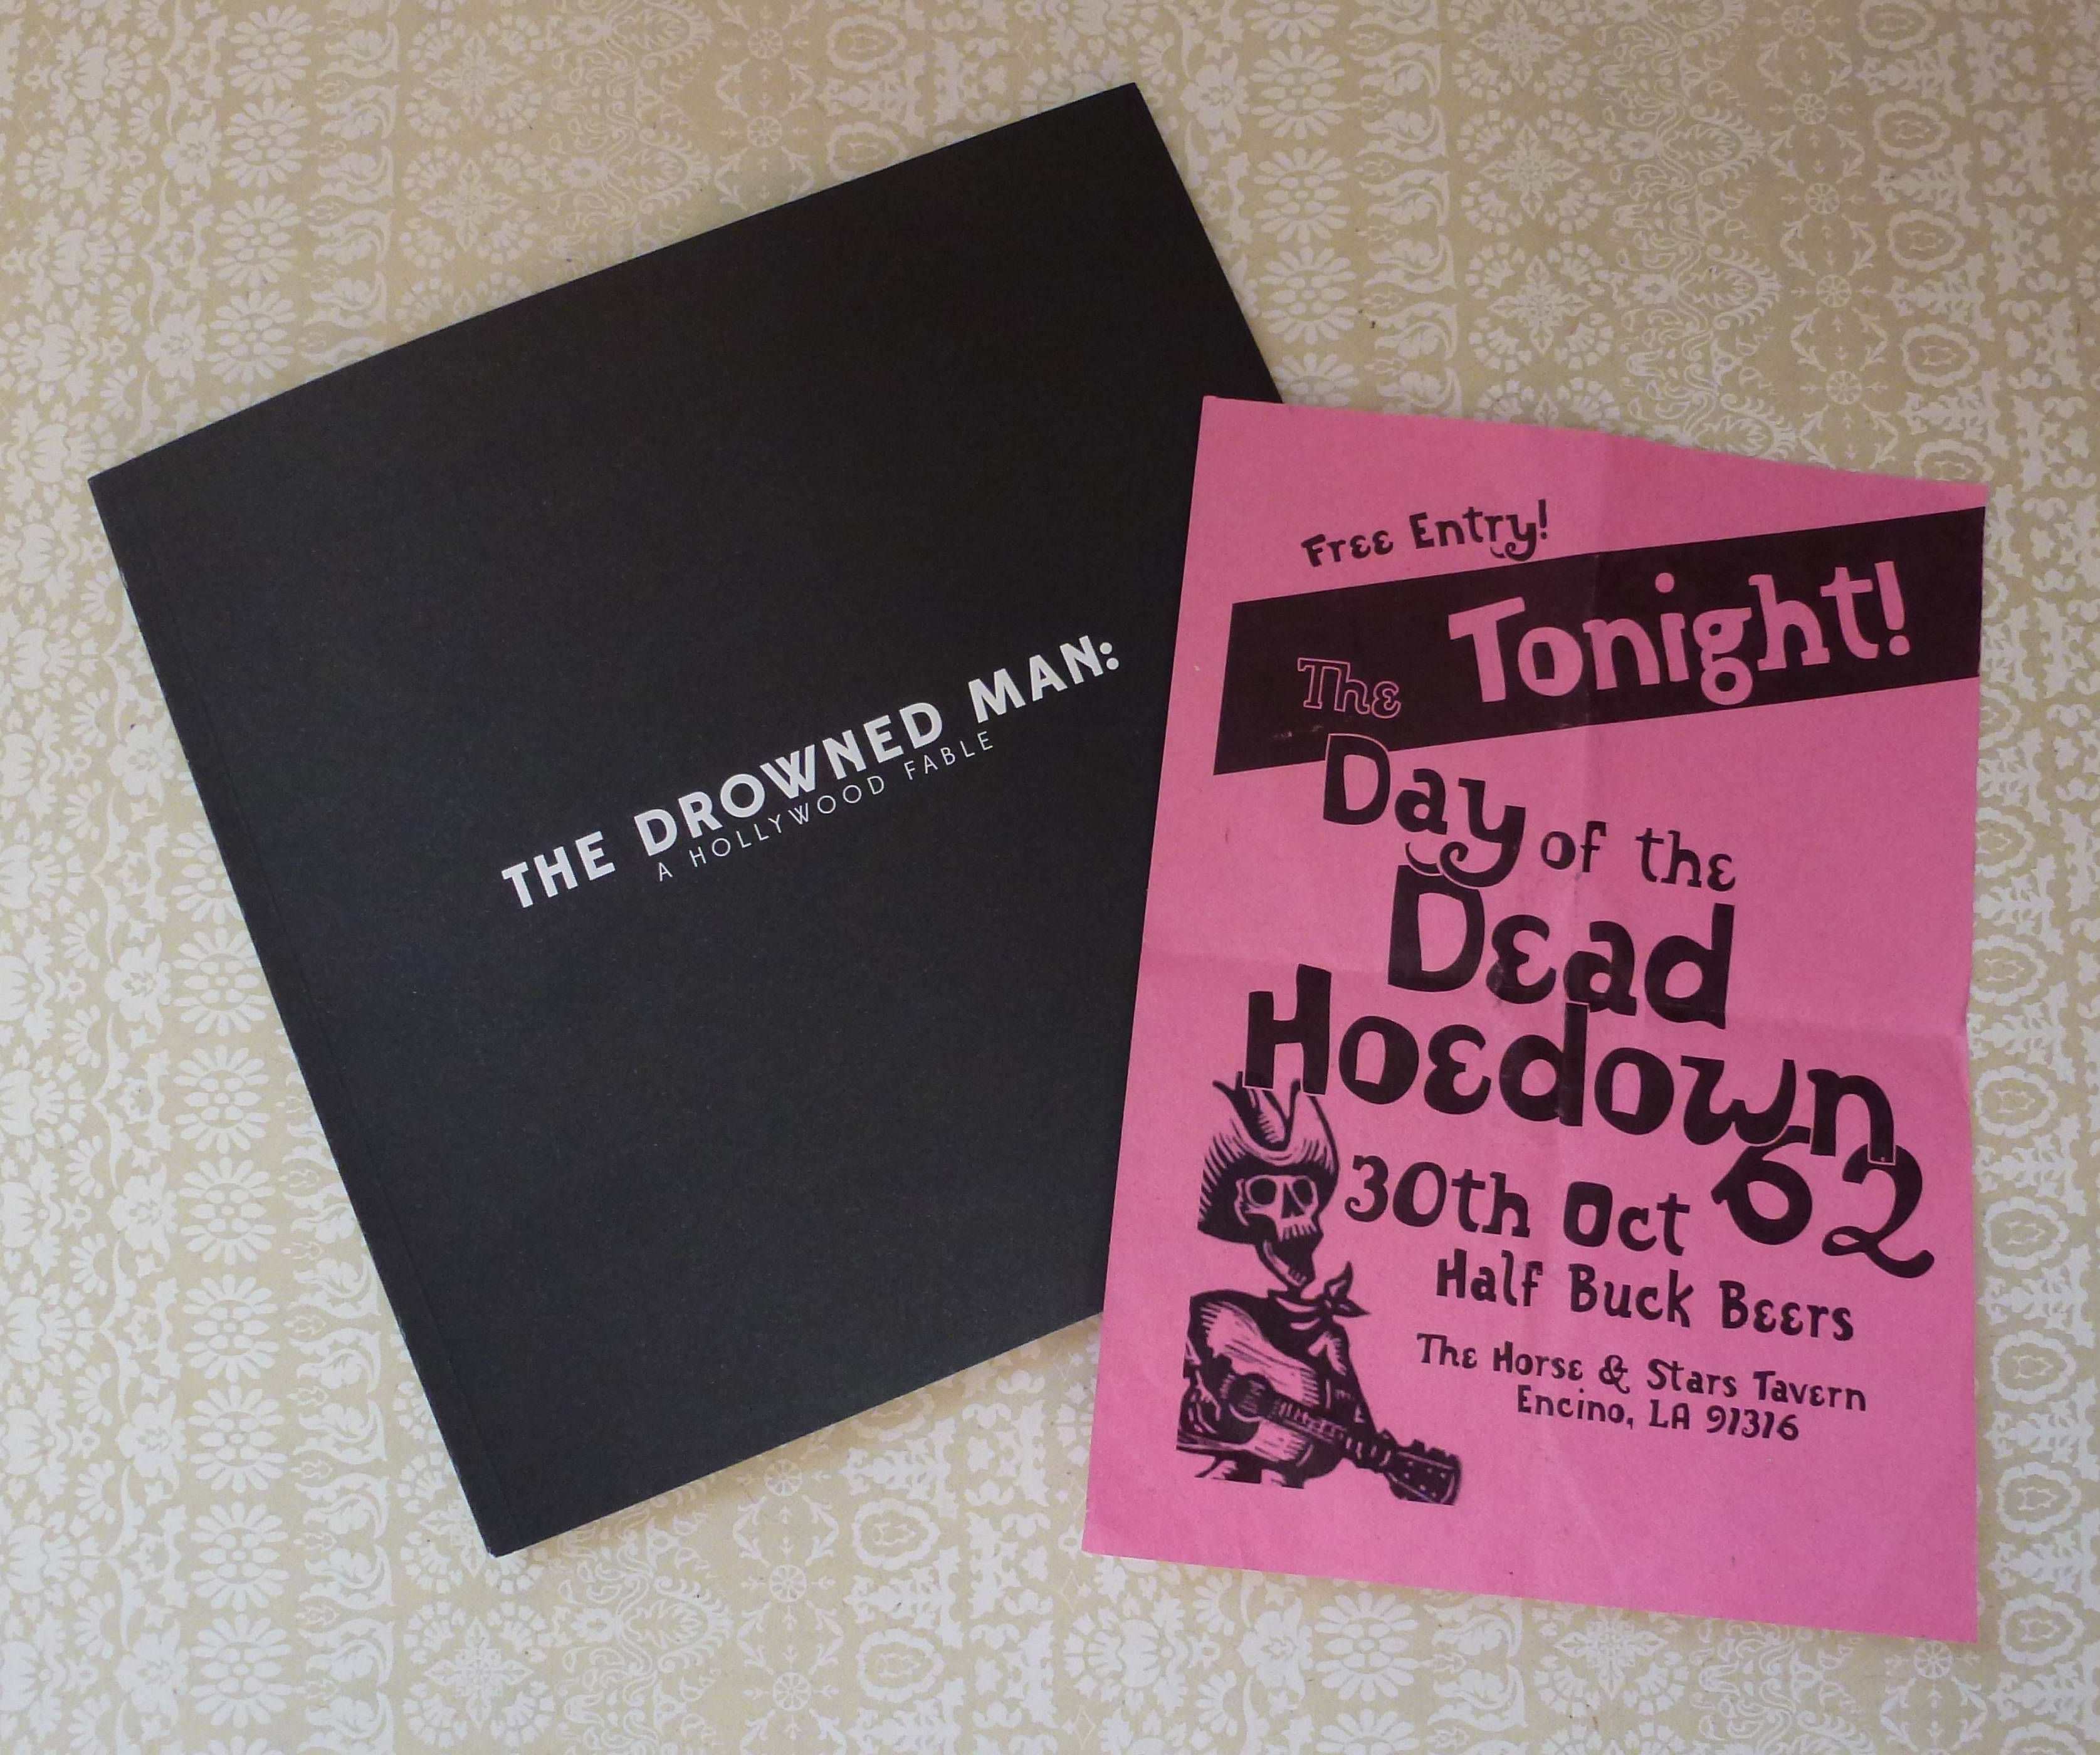 THE DROWNED MAN:
A HOLLYWOOD FABLE
Free Entry!
Tonight!
The
Day of the
Dead
Hoedown
30th Oct 62
Half Buck Beers
The Horse & Stars Tavern
Encino, LA 91316